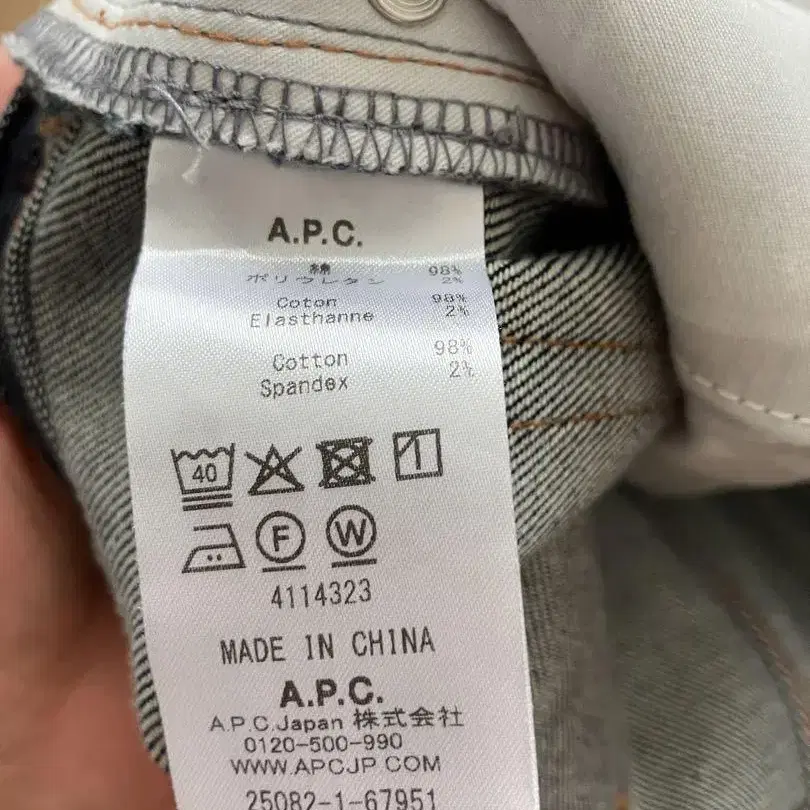 A.P.C.
綿 98%
ポリウレタン 2%
Coton 98%
Elasthanne 2%
Cotton 98%
Spandex 2%
40
F W
4114323
MADE IN CHINA
A.P.C.
A.P.C.Japan 株式会社
0120-500-990
WWW.APCJP.COM
25082-1-67951